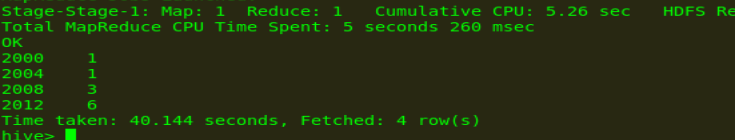 Stage-Stage-1: Map: 1  Reduce: 1   Cumulative CPU: 5.26 sec   HDFS Re
Total MapReduce CPU Time Spent: 5 seconds 260 msec
OK
2000    1
2004    1
2008    3
2012    6
Time taken: 40.144 seconds, Fetched: 4 row(s)
hive>